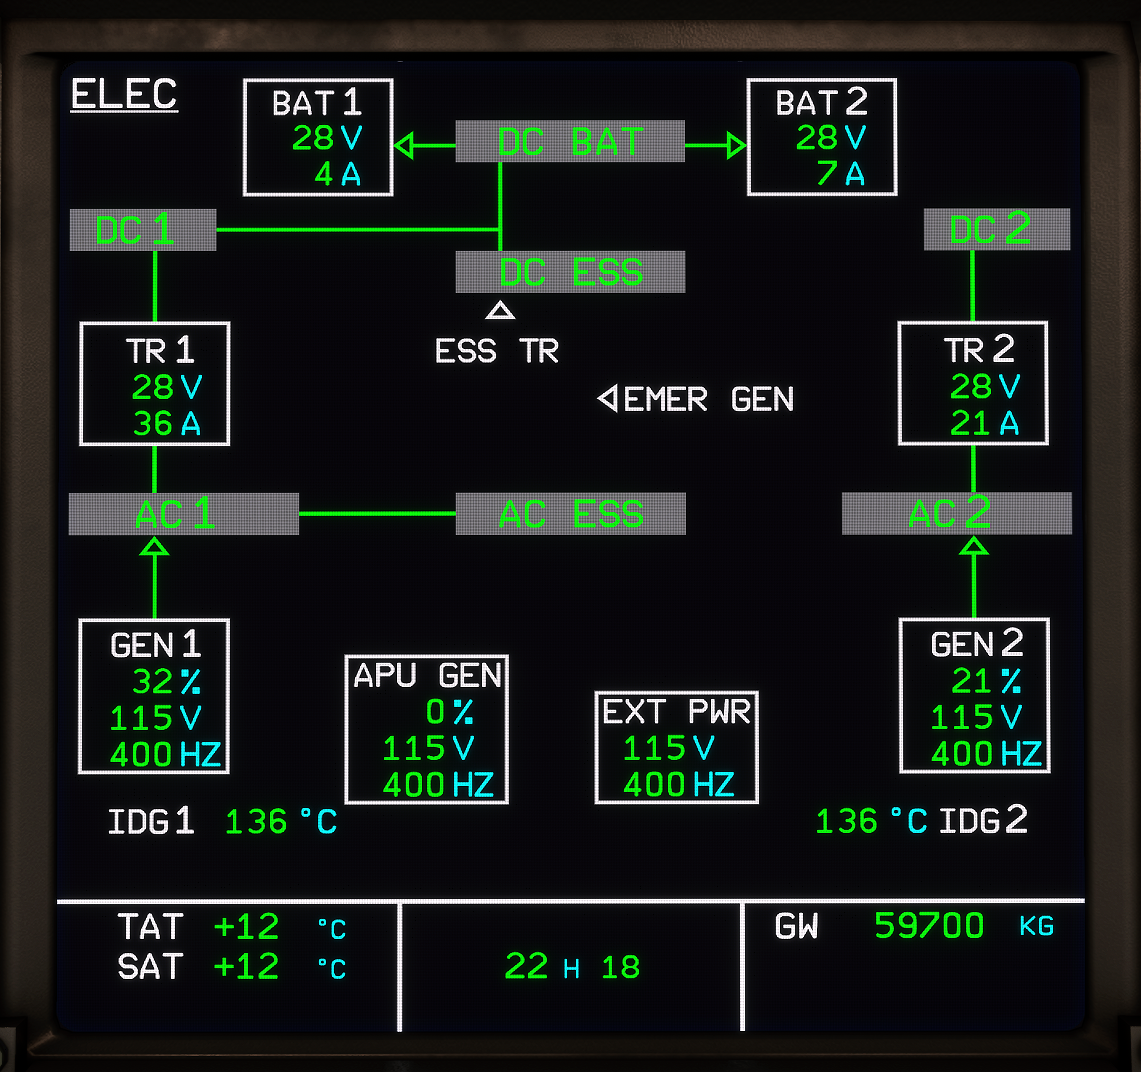 ELEC
BAT 1
28 V
4 A
DC BAT
BAT 2
28 V
7 A
DC 1
DC 2
DC ESS
ESS TR
TR 1
28 V
36 A
EMER GEN
TR 2
28 V
21 A
AC 1
AC ESS
AC 2
GEN 1
32 %
115 V
400 HZ
APU GEN
0 %
115 V
400 HZ
EXT PWR
115 V
400 HZ
GEN 2
21 %
115 V
400 HZ
IDG 1 136 °C
136 °C IDG 2
TAT +12 °C
SAT +12 °C
22 H 18
GW 59700 KG